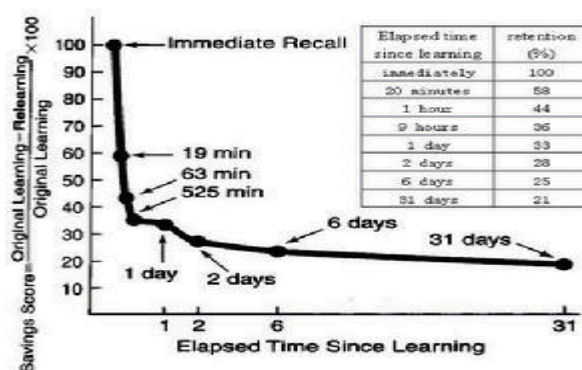 Savings Score = Original Learning – Relearning / Original Learning ×100
100
90
80
60
50
40
30
20
10
Immediate Recall
19 min
63 min
525 min
1 day
2 days
6 days
31 days
1 2 6 31
Elapsed Time Since Learning
Elapsed time since learning retention (%)
immediately 100
20 minutes 58
1 hour 44
9 hours 36
1 day 33
2 days 28
6 days 25
31 days 21